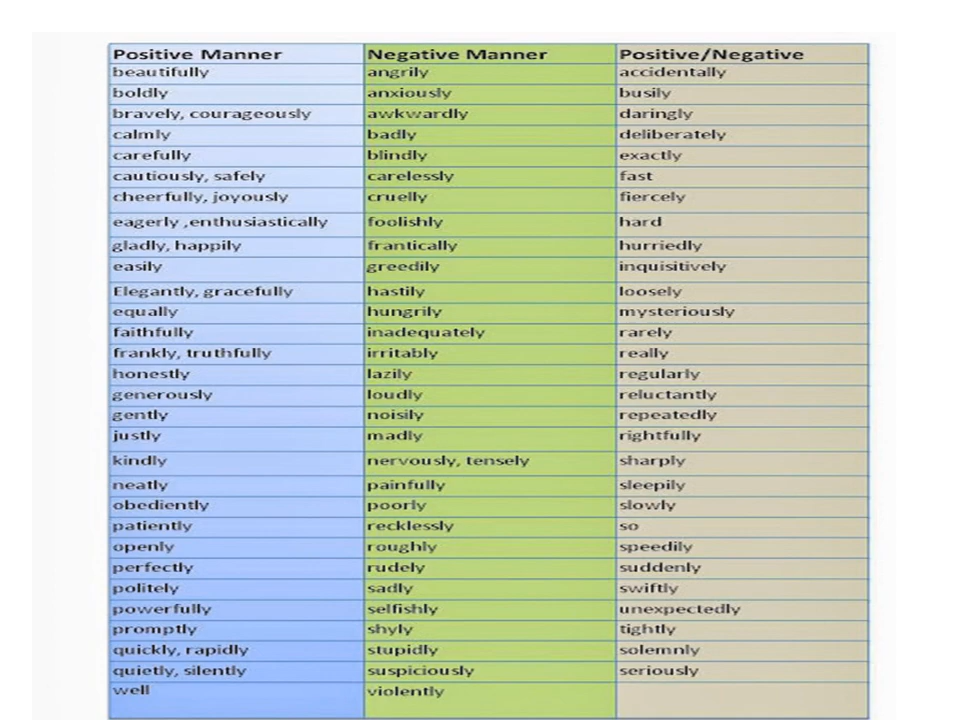 Positive Manner Negative Manner Positive/Negative
beautifully angrily accidentally
boldly anxiously busily
bravely, courageously awkwardly daringly
calmly badly deliberately
carefully blindly exactly
cautiously, safely carelessly fast
cheerfully, joyously cruelly fiercely
eagerly ,enthusiastically foolishly hard
gladly, happily frantically hurriedly
easily greedily inquisitively
Elegantly, gracefully hastily loosely
equally hungrily mysteriously
faithfully inadequately rarely
frankly, truthfully irritably really
honestly lazily regularly
generously loudly reluctantly
gently noisily repeatedly
justly madly rightfully
kindly nervously, tensely sharply
neatly painfully sleepily
obediently poorly slowly
patiently recklessly so
openly roughly speedily
perfectly rudely suddenly
politely sadly swiftly
powerfully selfishly unexpectedly
promptly shyly tightly
quickly, rapidly stupidly solemnly
quietly, silently suspiciously seriously
well violently